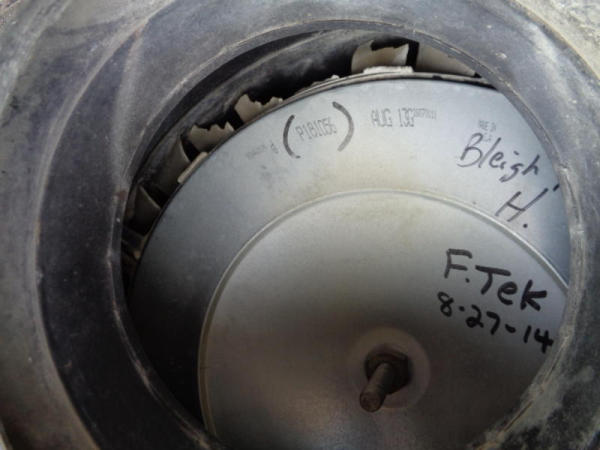 P181056
AUG 13
Bleigh
H.
F.Tek
8-27-14